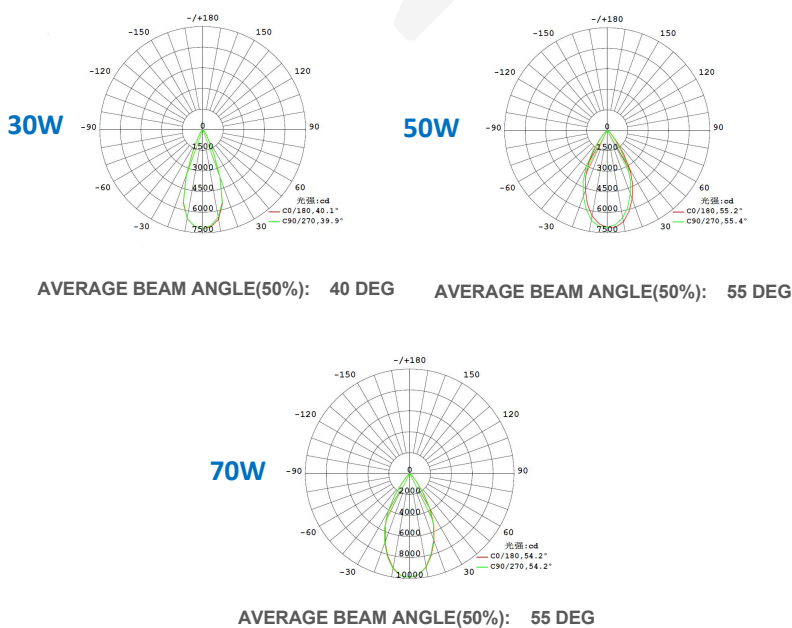 30W
-/+180
-150 150
-120 120
-90 90
-60 60
-30 30
0
1500
3000
4500
6000
7500
光强:cd
C0/180,40.1°
C90/270,39.9°
AVERAGE BEAM ANGLE(50%): 40 DEG
50W
-/+180
-150 150
-120 120
-90 90
-60 60
-30 30
0
1500
3000
4500
6000
7500
光强:cd
C0/180,55.2°
C90/270,55.4°
AVERAGE BEAM ANGLE(50%): 55 DEG
70W
-/+180
-150 150
-120 120
-90 90
-60 60
-30 30
0
2000
4000
6000
8000
10000
光强:cd
C0/180,54.2°
C90/270,54.2°
AVERAGE BEAM ANGLE(50%): 55 DEG